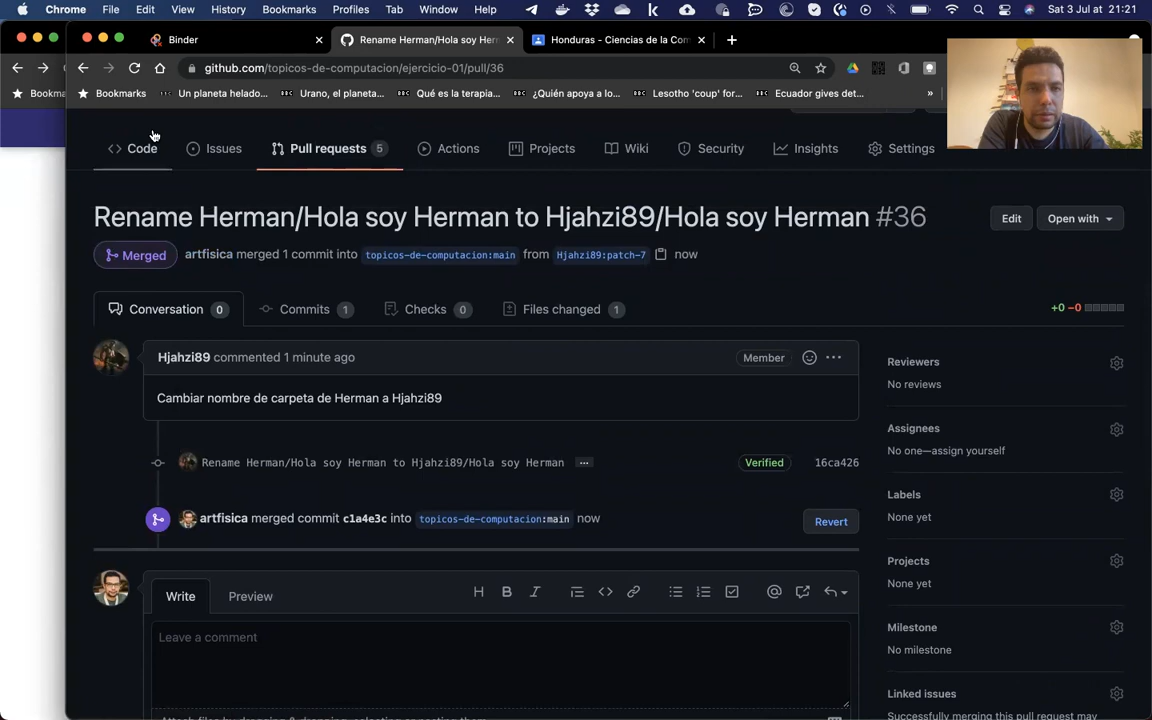 Chrome File Edit View History Bookmarks Profiles Tab Window Help Sat 3 Jul at 21:21
Binder
Rename Herman/Hola soy Her
Honduras - Ciencias de la Com
github.com/topicos-de-computacion/ejercicio-01/pull/36
Bookma
Bookmarks
Un planeta helado...
BBC Urano, el planeta...
BBC Qué es la terapia...
BBC ¿Quién apoya a lo...
BBC Lesotho 'coup' for...
BBC Ecuador gives det...
»
Code
Issues
Pull requests 5
Actions
Projects
Wiki
Security
Insights
Settings
Rename Herman/Hola soy Herman to Hjahzi89/Hola soy Herman #36
Edit
Open with
Merged
artfisica merged 1 commit into topicos-de-computacion:main from Hjahzi89:patch-7 now
Conversation 0
Commits 1
Checks 0
Files changed 1
+0 −0
Hjahzi89 commented 1 minute ago
Member
Cambiar nombre de carpeta de Herman a Hjahzi89
Rename Herman/Hola soy Herman to Hjahzi89/Hola soy Herman
Verified
16ca426
artfisica merged commit c1a4e3c into topicos-de-computacion:main now
Revert
Write
Preview
Leave a comment
Reviewers
No reviews
Assignees
No one—assign yourself
Labels
None yet
Projects
None yet
Milestone
No milestone
Linked issues
Successfully merging this pull request may